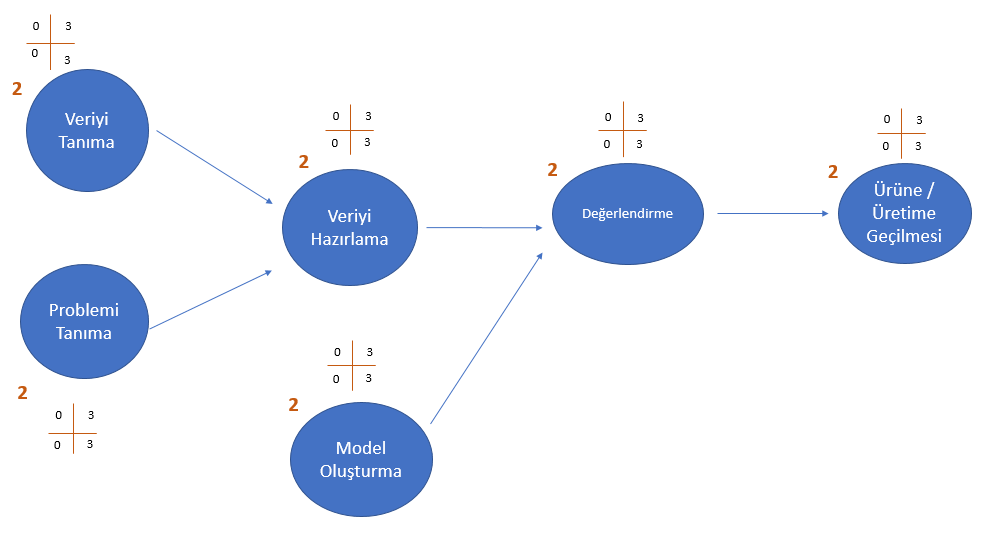 0 3
0 3
2
Veriyi
Tanıma
0 3
0 3
2
Veriyi
Hazırlama
0 3
0 3
2
Değerlendirme
0 3
0 3
2
Ürüne /
Üretime
Geçilmesi
Problemi
Tanıma
2
0 3
0 3
0 3
0 3
2
Model
Oluşturma